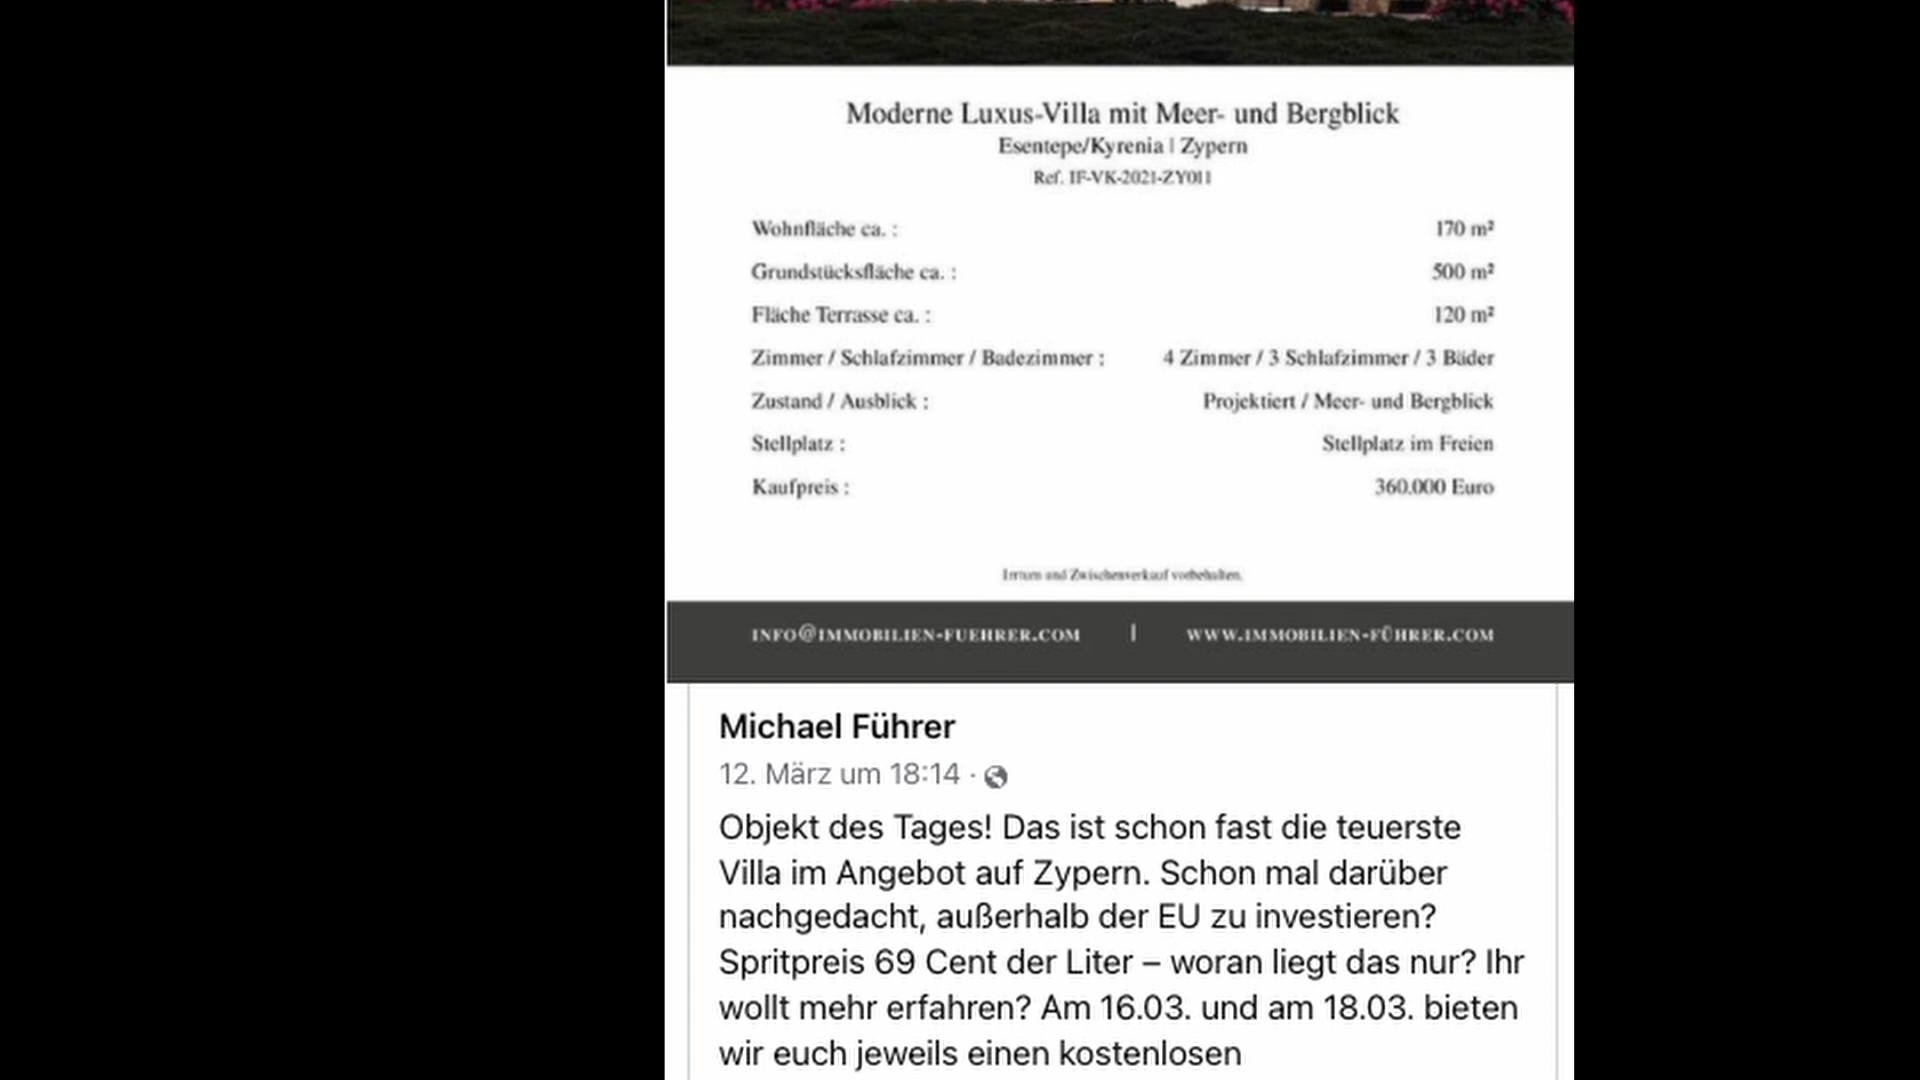 Moderne Luxus-Villa mit Meer- und Bergblick
Esentepe/Kyrenia | Zypern
Ref. IF-VK-2021-ZY011
Wohnfläche ca. : 170 m²
Grundstücksfläche ca. : 500 m²
Fläche Terrasse ca. : 120 m²
Zimmer / Schlafzimmer / Badezimmer : 4 Zimmer / 3 Schlafzimmer / 3 Bäder
Zustand / Ausblick : Projektiert / Meer- und Bergblick
Stellplatz : Stellplatz im Freien
Kaufpreis : 360.000 Euro
Irrtum und Zwischenverkauf vorbehalten.
INFO@IMMOBILIEN-FUEHRER.COM | WWW.IMMOBILIEN-FÜHRER.COM
Michael Führer
12. März um 18:14 ·
Objekt des Tages! Das ist schon fast die teuerste
Villa im Angebot auf Zypern. Schon mal darüber
nachgedacht, außerhalb der EU zu investieren?
Spritpreis 69 Cent der Liter – woran liegt das nur? Ihr
wollt mehr erfahren? Am 16.03. und am 18.03. bieten
wir euch jeweils einen kostenlosen